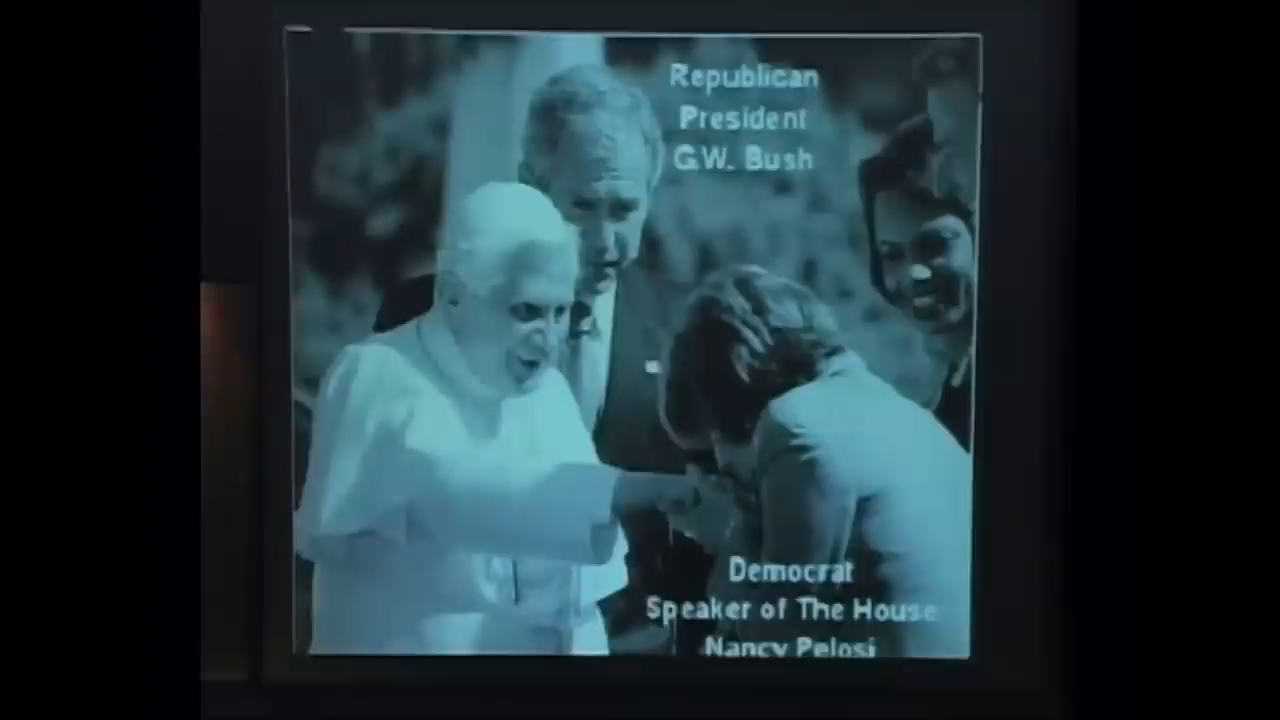 Republican
President
G.W. Bush
Democrat
Speaker of The House
Nancy Pelosi